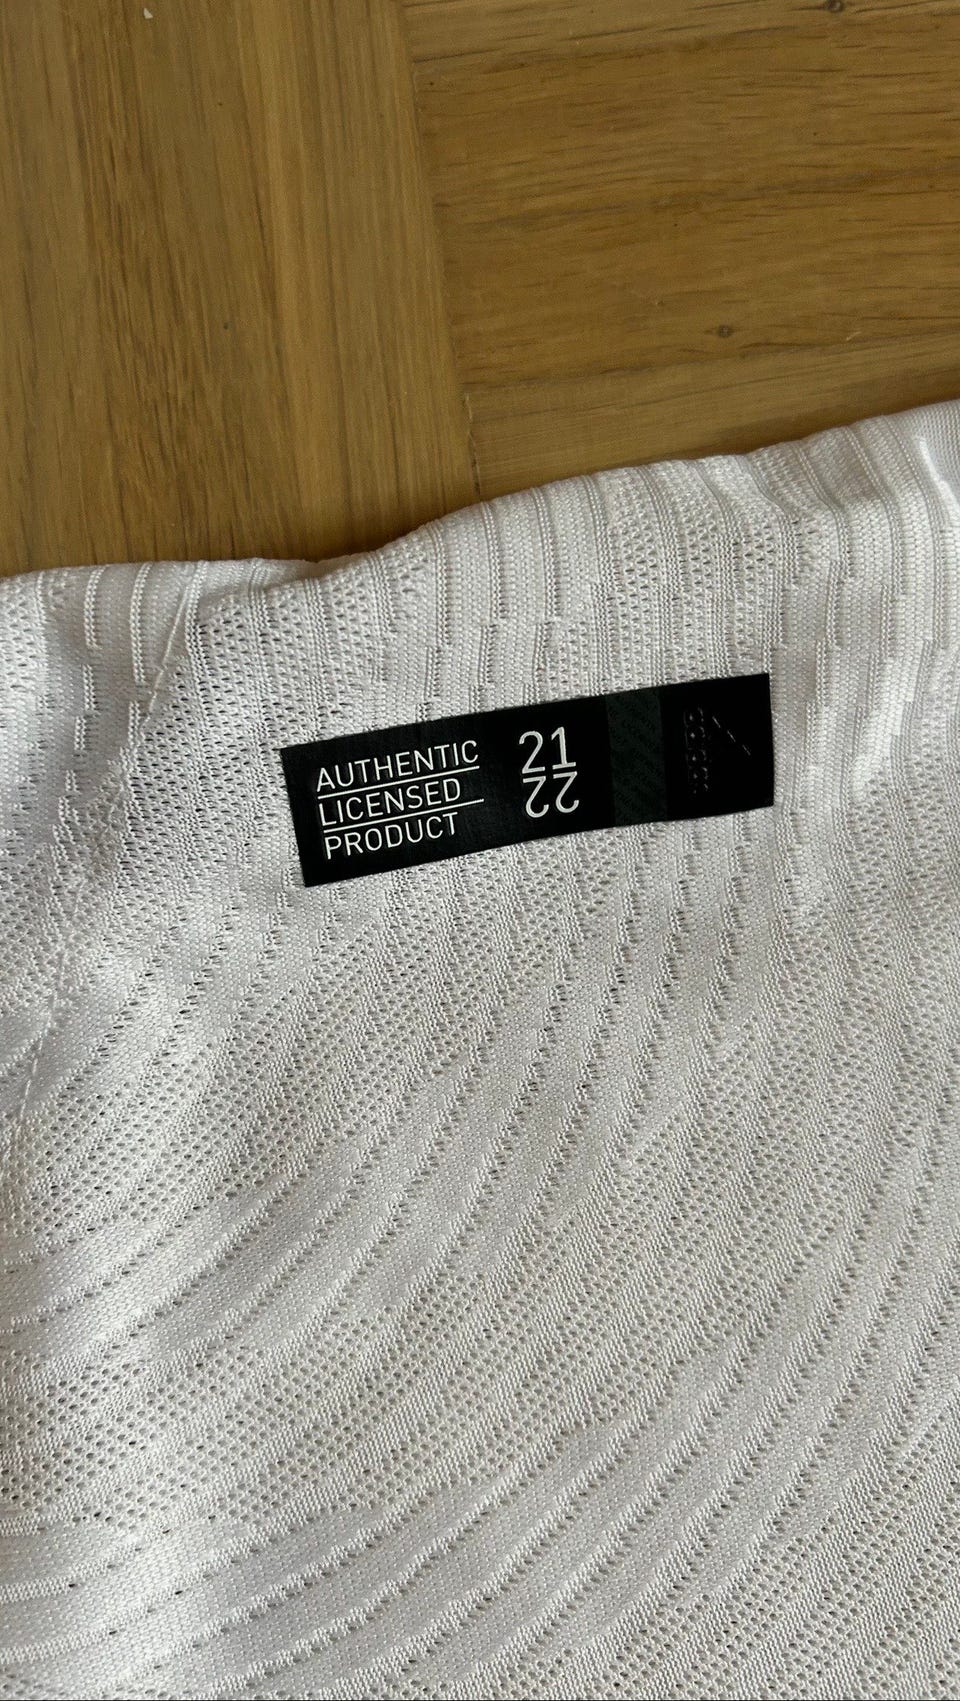 AUTHENTIC
LICENSED
PRODUCT
21
22